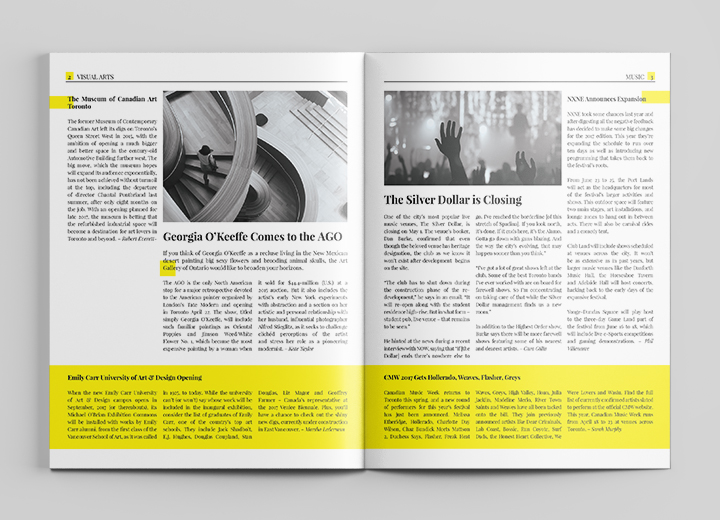 2 VISUAL ARTS
The Museum of Canadian Art
Toronto
The former Museum of Contemporary
Canadian Art left its digs on Toronto's
Queen Street West in 2015, with the
ambition of opening a much bigger
and better space in the century-old
Automotive Building further west. The
big move, which the museum hopes
will expand its audience exponentially,
has not been achieved without turmoil
at the top, including the departure
of director Chantal Pontbriand last
summer, after only eight months on
the job. With an opening planned for
late 2017, the museum is betting that
the refurbished industrial space will
become a destination for art lovers in
Toronto and beyond. – Robert Everett-
Georgia O'Keeffe Comes to the AGO
If you think of Georgia O'Keeffe as a recluse living in the New Mexican
desert painting big sexy flowers and brooding animal skulls, the Art
Gallery of Ontario would like to broaden your horizons.
The AGO is the only North American
stop for a major retrospective devoted
to the American painter organized by
London's Tate Modern and opening
in Toronto April 22. The show, titled
simply Georgia O'Keeffe, will include
such familiar paintings as Oriental
Poppies and Jimson Weed/White
Flower No. 1, which became the most
expensive painting by a woman when
it sold for $44.4-million (U.S.) at a
2015 auction. But it also includes the
artist's early New York experiments
with abstraction and a section on her
artistic and personal relationship with
her husband, influential photographer
Alfred Stieglitz, as it seeks to challenge
clichéd perceptions of the artist
and stress her role as a pioneering
modernist. – Kate Taylor
Emily Carr University of Art & Design Opening
When the new Emily Carr University
of Art & Design campus opens in
September, 2017 (or thereabouts), its
Michael O'Brian Exhibition Commons
will be installed with works by Emily
Carr alumni, from the first class of the
Vancouver School of Art, as it was called
in 1925, to today. While the university
can't (or won't) say whose work will be
included in the inaugural exhibition,
consider the list of graduates of Emily
Carr, one of the country's top art
schools. They include Jack Shadbolt,
E.J. Hughes, Douglas Coupland, Stan
Douglas, Liz Magor and Geoffrey
Farmer – Canada's representative at
the 2017 Venice Biennale. Plus, you'll
have a chance to check out the shiny
new digs, currently under construction
in East Vancouver. – Marsha Lederman
MUSIC 3
The Silver Dollar is Closing
One of the city's most popular live
music venues, The Silver Dollar, is
closing on May 1. The venue's booker,
Dan Burke, confirmed that even
though the beloved venue has heritage
designation, the club as we know it
won't exist after development begins
on the site.
"The club has to shut down during
the construction phase of the re-
development," he says in an email. "It
will re-open along with the student
residence high-rise. But in what form –
student pub, live venue – that remains
to be seen."
He hinted at the news during a recent
interview with NOW, saying that "if [the
Dollar] ends there's nowhere else to
go. I've reached the borderline [of this
stretch of Spadina]. If you look north,
it's done. If it ends here, it's the Alamo.
Gotta go down with guns blazing. And
the way the city's evolving, that may
happen sooner than you think."
"I've got a lot of great shows left at the
club. Some of the best Toronto bands
I've ever worked with are on board for
farewell shows. So I'm concentrating
on taking care of that while the Silver
Dollar management finds us a new
room."
In addition to the Highest Order show,
Burke says there will be more farewell
shows featuring some of his newest
and dearest artists. – Cara Gillis
NXNE Announces Expansion
NXNE took some chances last year and
after digesting all the negative feedback
has decided to make some big changes
for the 2017 edition. This year they're
expanding the schedule to run over
ten days as well as introducing new
programming that takes them back to
the festival's roots.
From June 23 to 25, the Port Lands
will act as the headquarters for most
of the festival's larger activities and
shows. This outdoor space will feature
two main stages, art installations, and
lounge zones to hang out in between
acts. There will also be carnival rides
and a comedy tent.
Club Land will include shows scheduled
at venues across the city. It won't
be as extensive as in past years, but
larger music venues like the Danforth
Music Hall, the Horseshoe Tavern
and Adelaide Hall will host concerts,
harking back to the early days of the
expansive festival.
Yonge-Dundas Square will play host
to the three-day Game Land part of
the festival from June 16 to 18, which
will include live e-Sports competitions
and gaming demonstrations. – Phil
CMW 2017 Gets Hollerado, Weaves, Flasher, Greys
Canadian Music Week returns to
Toronto this spring, and a new round
of performers for this year's festival
has just been announced. Melissa
Etheridge, Hollerado, Charlotte Day
Wilson, Chaz Bundick Meets Mattson
2, Duchess Says, Flasher, Freak Heat
Waves, Greys, High Valley, Iksma, Julia
Jacklin, Madeline Merlo, River Town
Saints and Weaves have all been tacked
onto the bill. They join previously
announced artists like Dear Criminals,
Lab Coast, Boosie, Fun Coyote, Surf
Dads, the Honest Heart Collective, We
Were Lovers and Wasiu. Find the full
list of currently confirmed artists slated
to perform at the official CMW website.
This year, Canadian Music Week runs
from April 18 to 23 at venues across
Toronto. – Sarah Murphy